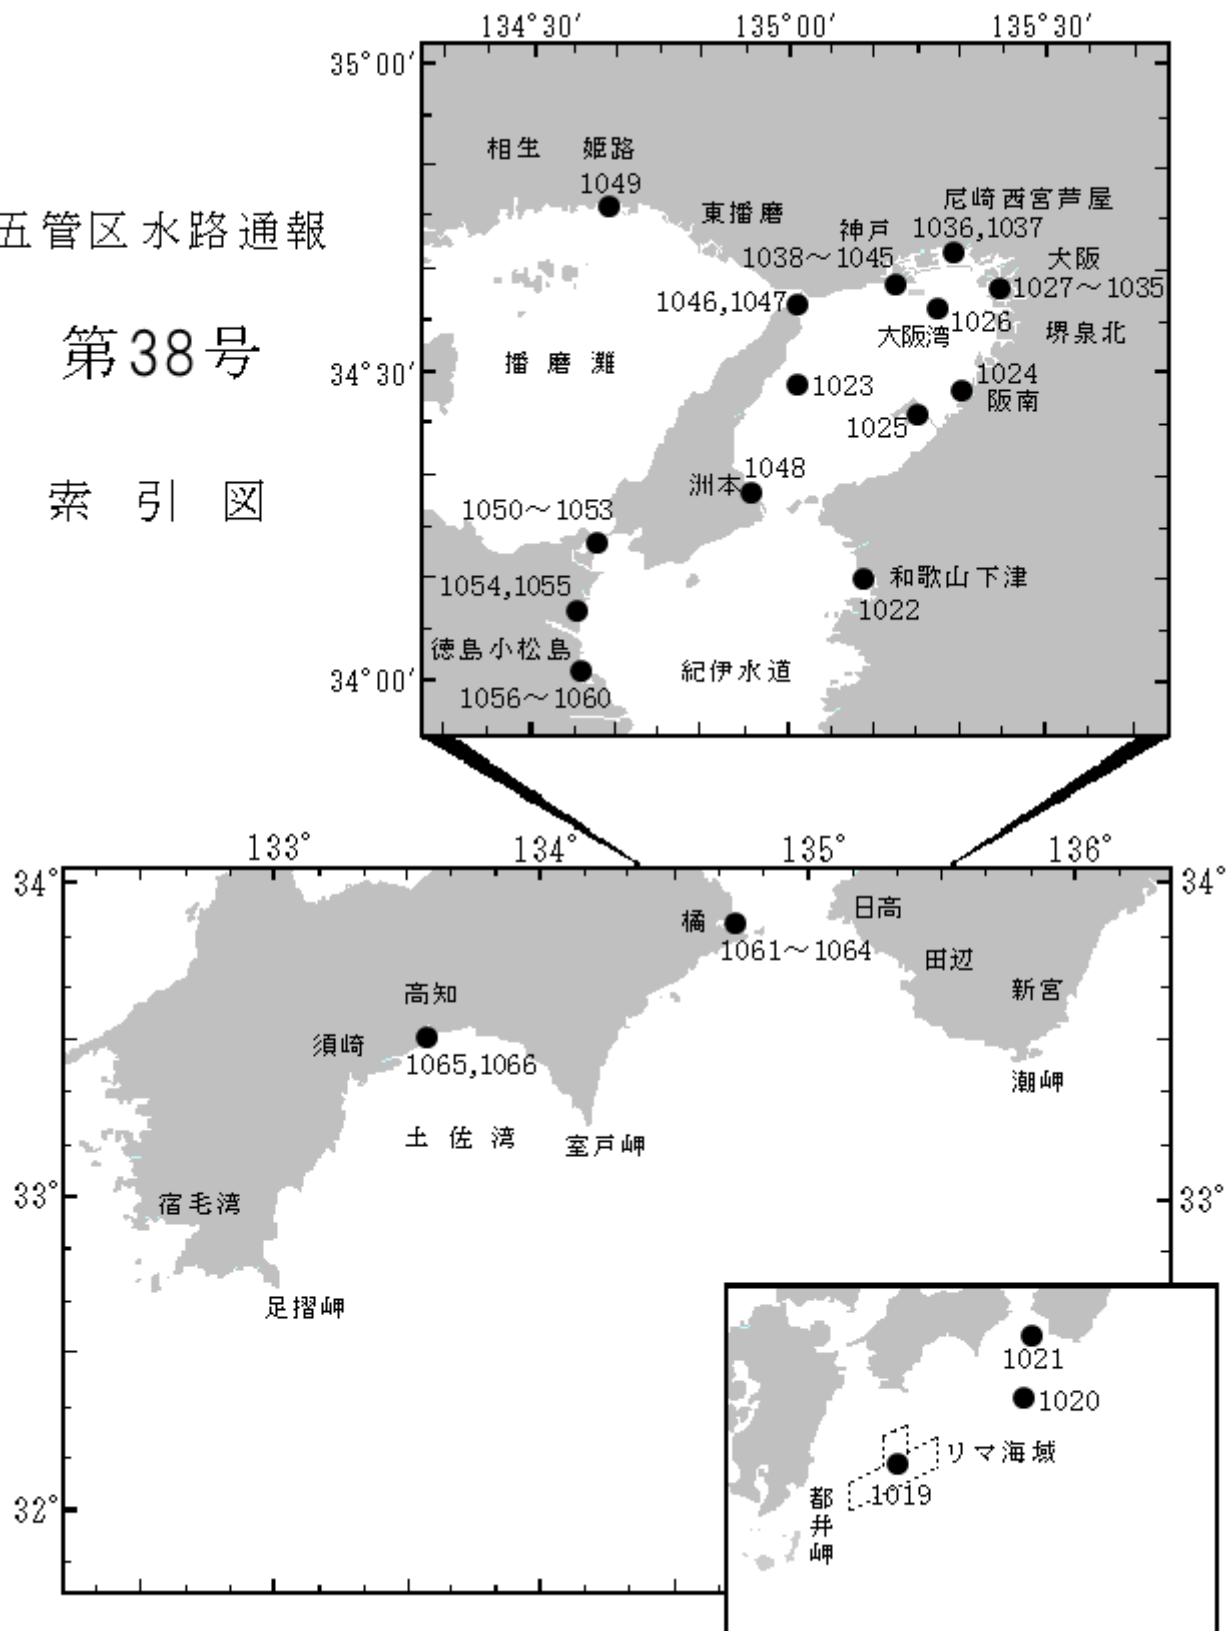 五管区水路通報
第38号
索引図
134°30′ 135°00′ 135°30′
35°00′
34°30′
34°00′
相生 姫路
1049
東播磨
神戸
1038～1045
尼崎西宮芦屋
1036,1037
大阪
1027～1035
1046,1047
1026
大阪湾
堺泉北
播磨灘
1023
1024
阪南
1025
1048
洲本
1050～1053
1054,1055
和歌山下津
1022
徳島小松島
1056～1060
紀伊水道
133° 134° 135° 136°
34° 34°
33° 33°
32°
橘
1061～1064
日高
田辺
新宮
潮岬
高知
須崎
1065,1066
土佐湾
室戸岬
宿毛湾
足摺岬
1021
1020
リマ海域
1019
都井岬